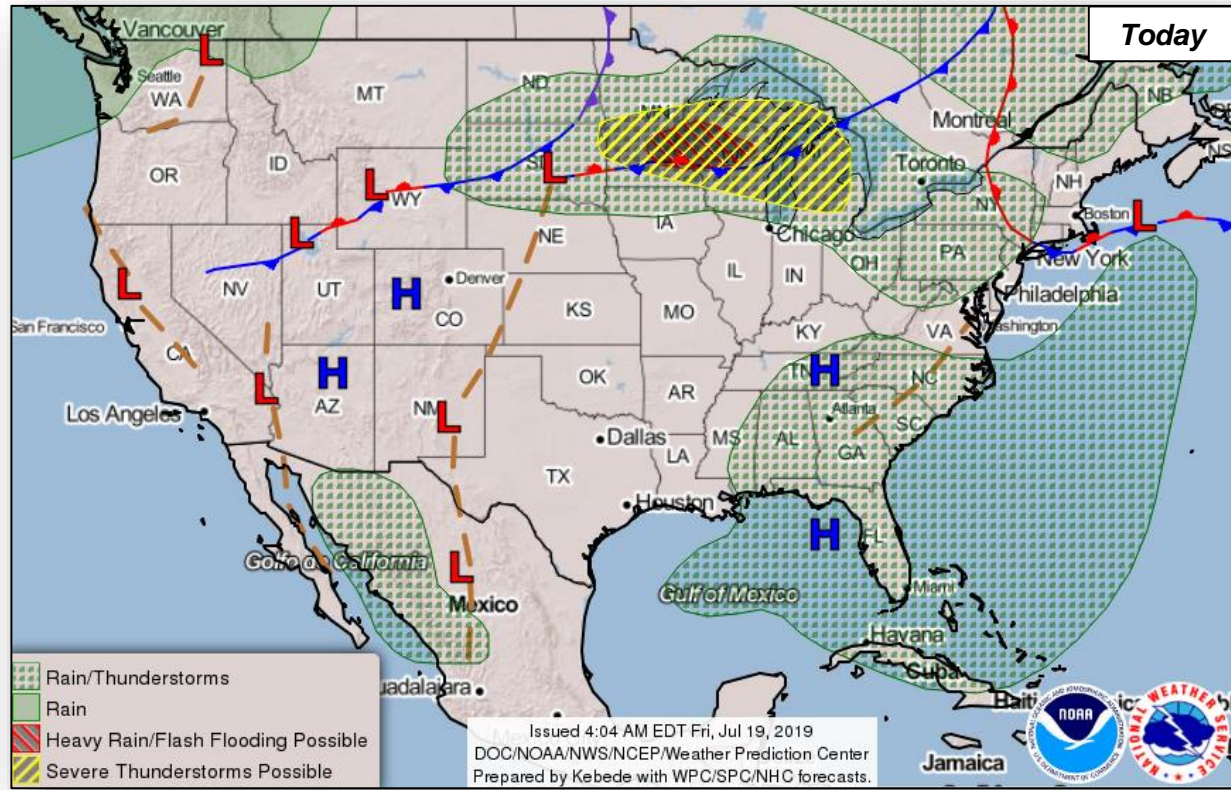 Today
Vancouver
L
Seattle
WA
MT
ND
MN
NB
Montreal
NS
OR
ID
L
WY
SD
L
Toronto
NH
NY
Boston
L
L
IA
Chicago
NE
PA
OH
New York
L
NV
UT
H
Denver
CO
IL
IN
Philadelphia
San Francisco
KS
MO
KY
VA
Washington
CA
H
TN
H
L
AZ
NM
OK
AR
NC
Los Angeles
L
Dallas
MS
AL
Atlanta
GA
SC
LA
TX
Houston
H
FL
Golfo de California
L
Mexico
Gulf of Mexico
Miami
Havana
Cuba
Rain/Thunderstorms
Rain
Heavy Rain/Flash Flooding Possible
Severe Thunderstorms Possible
uadalajara
Issued 4:04 AM EDT Fri, Jul 19, 2019
DOC/NOAA/NWS/NCEP/Weather Prediction Center
Prepared by Kebede with WPC/SPC/NHC forecasts.
Haiti
Jamaica
NOAA
NATIONAL WEATHER SERVICE